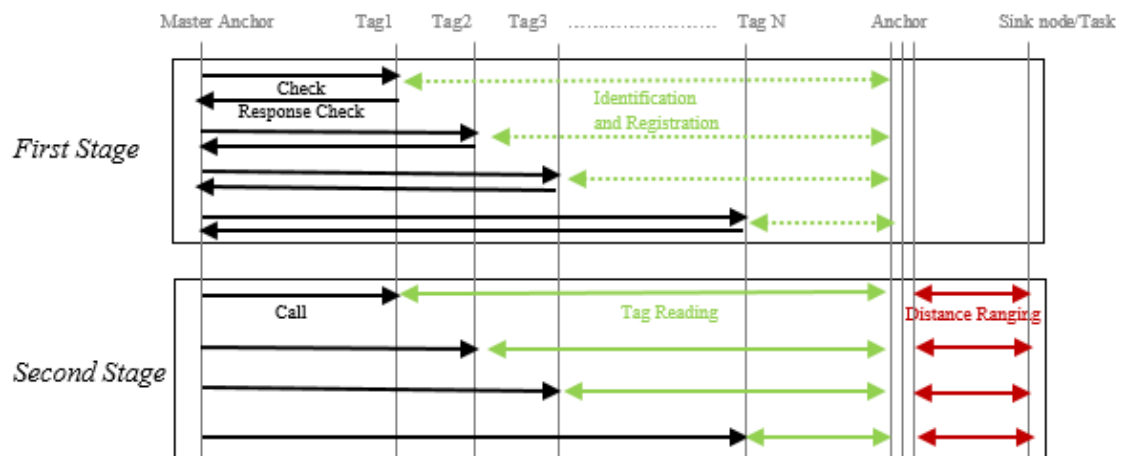 Master Anchor Tag1 Tag2 Tag3 ........................... Tag N Anchor Sink node/Task
Check
Response Check
Identification
and Registration
First Stage
Call
Tag Reading
Distance Ranging
Second Stage